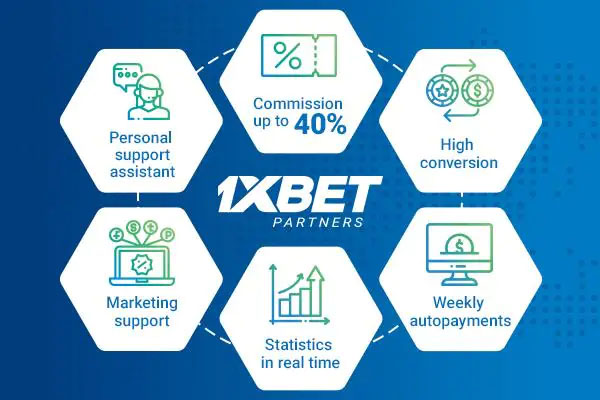 Commission
up to 40%
Personal
support
assistant
High
conversion
1XBET
PARTNERS
Marketing
support
Weekly
autopayments
Statistics
in real time